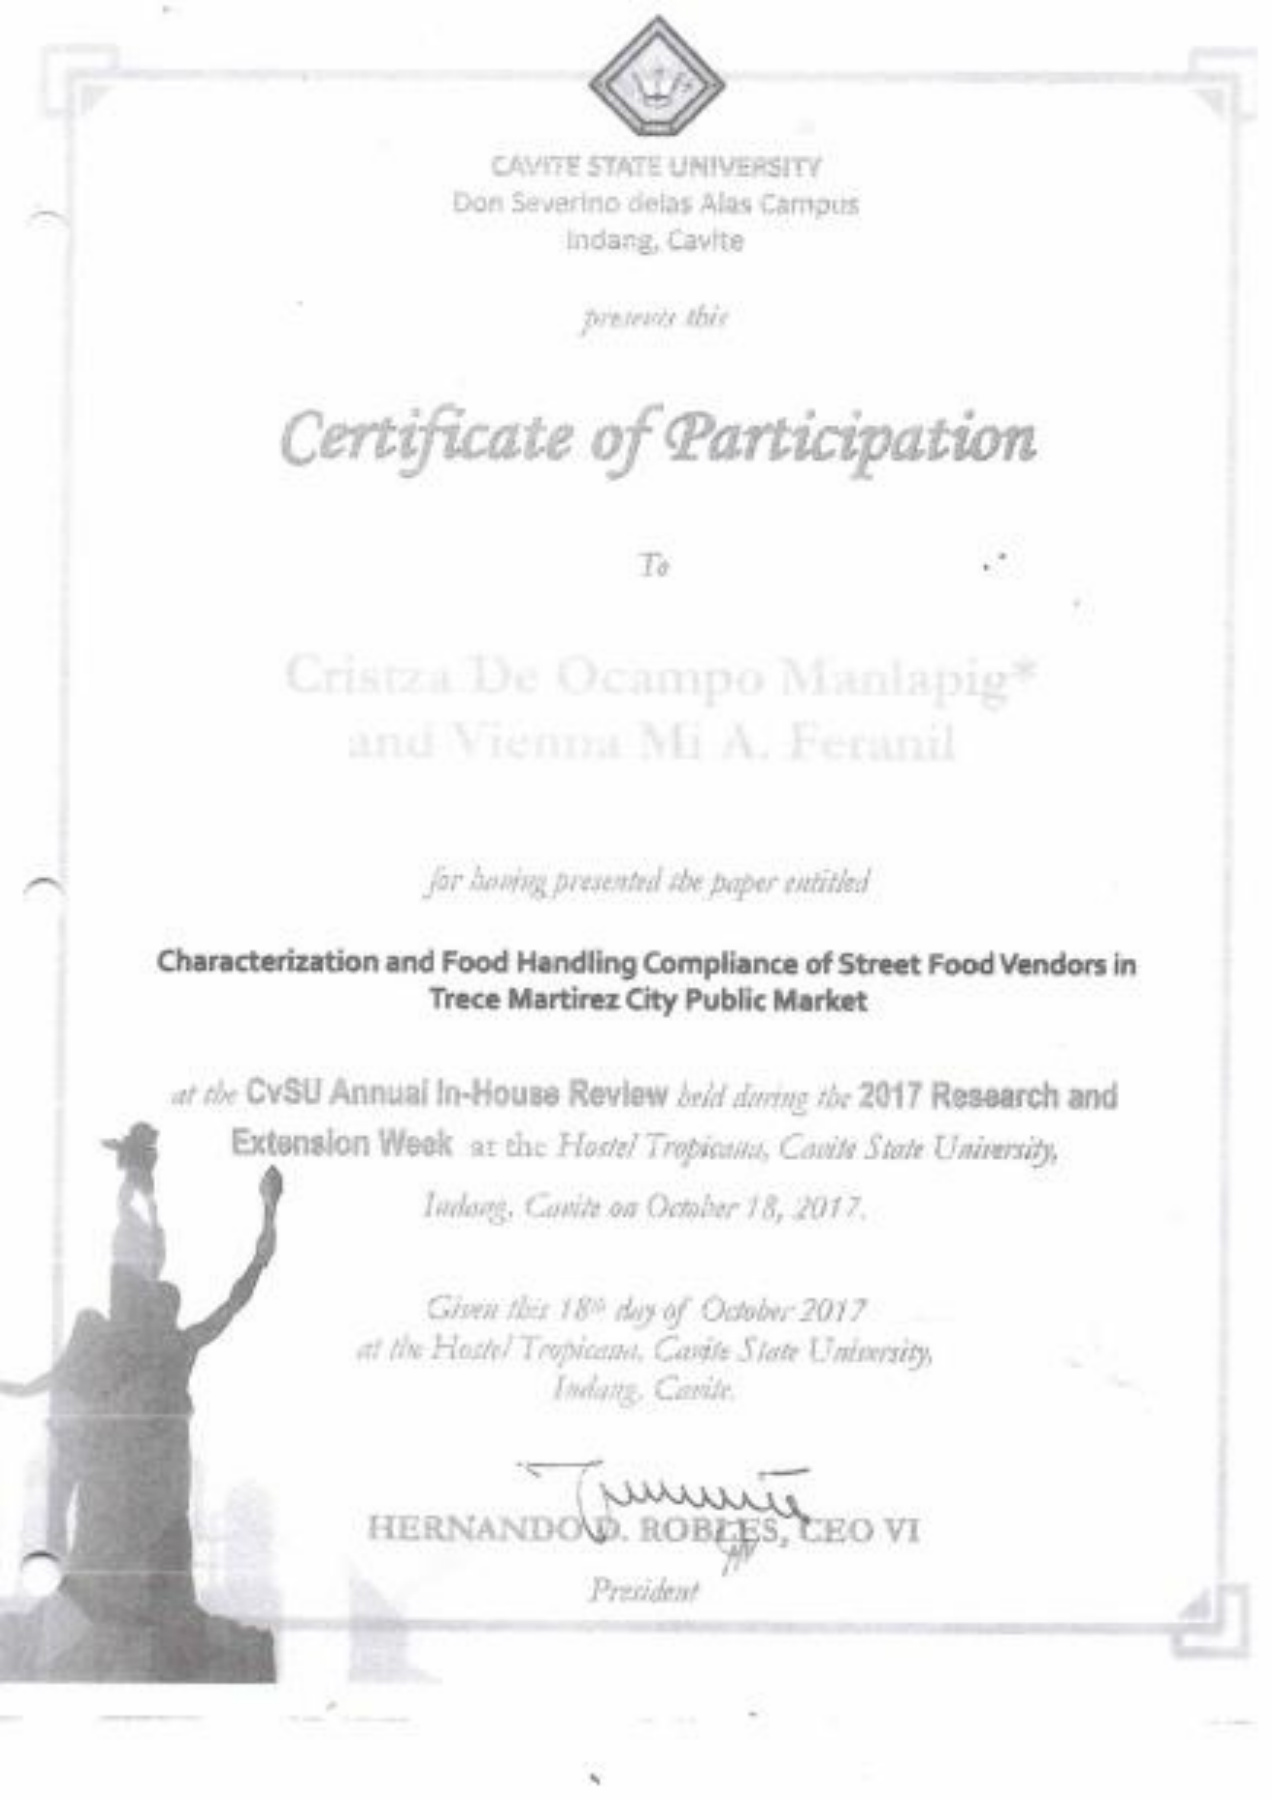 CAVITE STATE UNIVERSITY
Don Severino delas Alas Campus
Indang, Cavite
presents this
Certificate of Participation
To
Cristza De Ocampo Manlapig*
and Vienna Mi A. Feranil
for having presented the paper entitled
Characterization and Food Handling Compliance of Street Food Vendors in
Trece Martirez City Public Market
at the CvSU Annual In-House Review held during the 2017 Research and
Extension Week at the Hostel Tropicana, Cavite State University,
Indang, Cavite on October 18, 2017.
Given this 18th day of October 2017
at the Hostel Tropicana, Cavite State University,
Indang, Cavite.
HERNANDO D. ROBLES, CEO VI
President